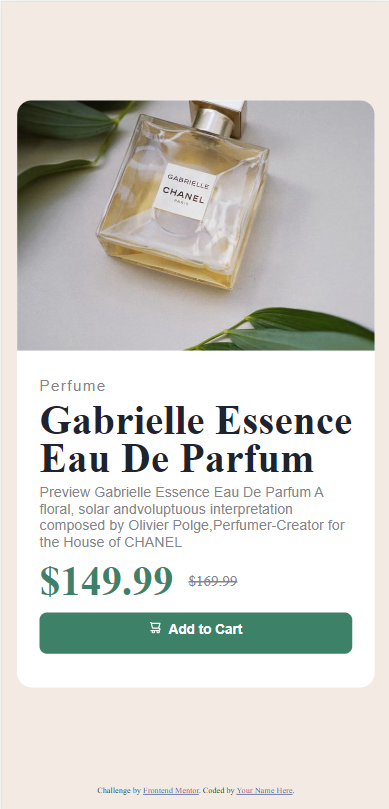 GABRIELLE
CHANEL
PARIS
Perfume
Gabrielle Essence
Eau De Parfum
Preview Gabrielle Essence Eau De Parfum A
floral, solar andvoluptuous interpretation
composed by Olivier Polge,Perfumer-Creator for
the House of CHANEL
$149.99 $169.99
Add to Cart
Challenge by Frontend Mentor. Coded by Your Name Here.